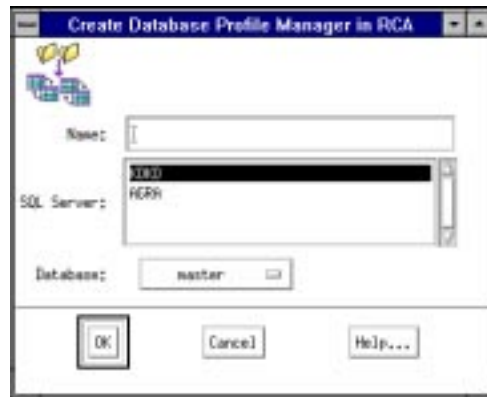 Create Database Profile Manager in RCA
Name:
SQL Server:
AGRA
Database:
master
OK
Cancel
Help...